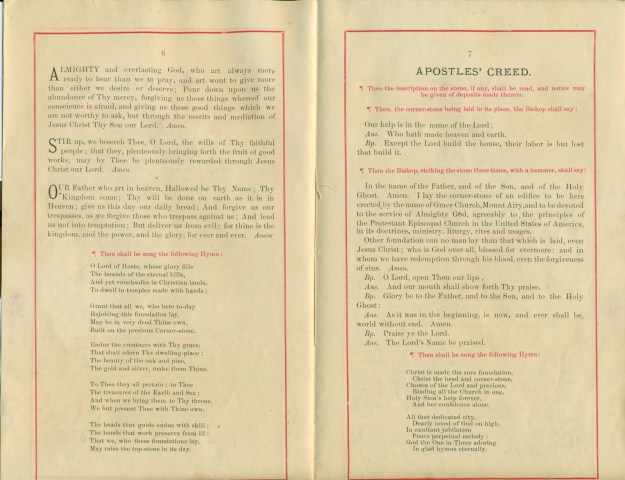 6
ALMIGHTY and everlasting God, who art always more
ready to hear than we to pray, and art wont to give more
than either we desire or deserve; Pour down upon us the
abundance of Thy mercy, forgiving us those things whereof our
conscience is afraid, and giving us those good things which we
are not worthy to ask, but through the merits and mediation of
Jesus Christ Thy Son our Lord. Amen.
STIR up, we beseech Thee, O Lord, the wills of Thy faithful
people; that they, plenteously bringing forth the fruit of good
works, may by Thee be plenteously rewarded through Jesus
Christ our Lord. Amen.
OUR Father who art in heaven, Hallowed be Thy Name; Thy
Kingdom come; Thy will be done on earth as it is in
Heaven; give us this day our daily bread; And forgive us our
trespasses, as we forgive those who trespass against us; And lead
us not into temptation; But deliver us from evil; for thine is the
kingdom, and the power, and the glory, for ever and ever. Amen
¶ Then shall be sung the following Hymn:
O Lord of Hosts, whose glory fills
The bounds of the eternal hills,
And yet vouchsafes in Christian lands,
To dwell in temples made with hands;
Grant that all we, who here to-day
Rejoicing this foundation lay,
May be in very deed Thine own,
Built on the precious Corner-stone.
Endue the creatures with Thy grace,
That shall adorn Thy dwelling-place;
The beauty of the oak and pine,
The gold and silver, make them Thine.
To Thee they all pertain; to Thee
The treasures of the Earth and Sea;
And when we bring them to Thy throne,
We but present Thee with Thine own.
The heads that guide endue with skill;
The hands that work preserve from ill;
That we, who these foundations lay,
May raise the top-stone in its day.
7
APOSTLES' CREED.
¶ Then the inscription on the stone, if any, shall be read, and notice may
be given of deposits made therein.
¶ Then, the corner-stone being laid in its place, the Bishop shall say:
Our help is in the name of the Lord;
Ans. Who hath made heaven and earth.
Bp. Except the Lord build the house, their labor is but lost
that build it.
¶ Then the Bishop, striking the stone three times, with a hammer, shall say:
In the name of the Father, and of the Son, and of the Holy
Ghost. Amen. I lay the corner-stone of an edifice to be here
erected by the name of Grace Church, Mount Airy, and to be devoted
to the service of Almighty God, agreeably to the principles of
the Protestant Episcopal Church in the United States of America,
in its doctrines, ministry, liturgy, rites and usages.
Other foundation can no man lay than that which is laid, even
Jesus Christ; who is God over all, blessed for evermore: and in
whom we have redemption through his blood, even the forgiveness
of sins. Amen.
Bp. O Lord, open Thou our lips,
Ans. And our mouth shall show forth Thy praise.
Bp. Glory be to the Father, and to the Son, and to the Holy
Ghost:
Ans. As it was in the beginning, is now, and ever shall be,
world without end. Amen.
Bp. Praise ye the Lord.
Ans. The Lord's Name be praised.
¶ Then shall be sung the following Hymn:
Christ is made the sure foundation,
Christ the head and corner-stone,
Chosen of the Lord and precious,
Binding all the Church in one,
Holy Sion's help forever,
And her confidence alone.
All that dedicated city,
Dearly loved of God on high,
In exultant jubilation
Pours perpetual melody;
God the One in Three adoring
In glad hymns eternally.